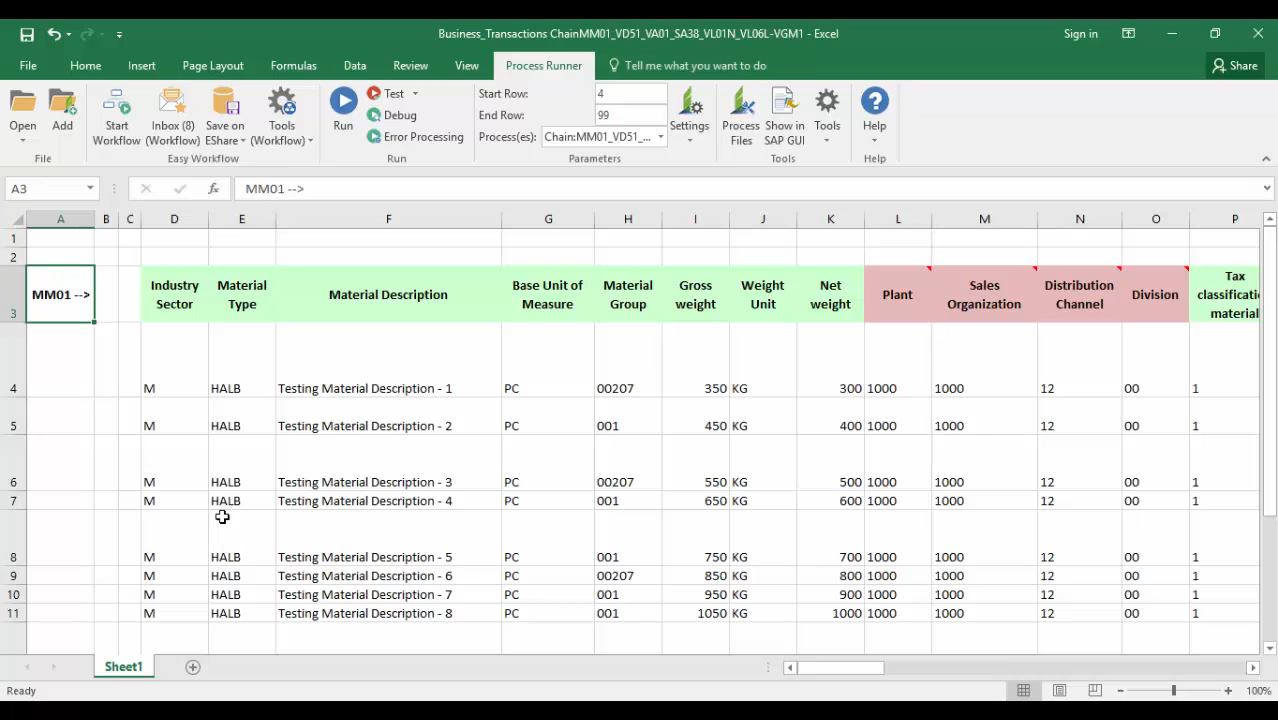 Business_Transactions ChainMM01_VD51_VA01_SA38_VL01N_VL06L-VGM1 - Excel
Sign in
File Home Insert Page Layout Formulas Data Review View Process Runner Tell me what you want to do Share
Open Add Start Workflow Inbox (8) (Workflow) Save on EShare Tools (Workflow)
Run Test Debug Error Processing
Start Row: 4
End Row: 99
Process(es): Chain:MM01_VD51_...
Settings Process Files Show in SAP GUI Tools Help
File Easy Workflow Run Parameters Tools Help
A3 fx MM01 -->
A B C D E F G H I J K L M N O P
1
2
3 MM01 --> Industry Sector Material Type Material Description Base Unit of Measure Material Group Gross weight Weight Unit Net weight Plant Sales Organization Distribution Channel Division Tax classificatio material
4 M HALB Testing Material Description - 1 PC 00207 350 KG 300 1000 1000 12 00 1
5 M HALB Testing Material Description - 2 PC 001 450 KG 400 1000 1000 12 00 1
6 M HALB Testing Material Description - 3 PC 00207 550 KG 500 1000 1000 12 00 1
7 M HALB Testing Material Description - 4 PC 001 650 KG 600 1000 1000 12 00 1
8 M HALB Testing Material Description - 5 PC 001 750 KG 700 1000 1000 12 00 1
9 M HALB Testing Material Description - 6 PC 00207 850 KG 800 1000 1000 12 00 1
10 M HALB Testing Material Description - 7 PC 001 950 KG 900 1000 1000 12 00 1
11 M HALB Testing Material Description - 8 PC 001 1050 KG 1000 1000 1000 12 00 1
Sheet1
Ready 100%